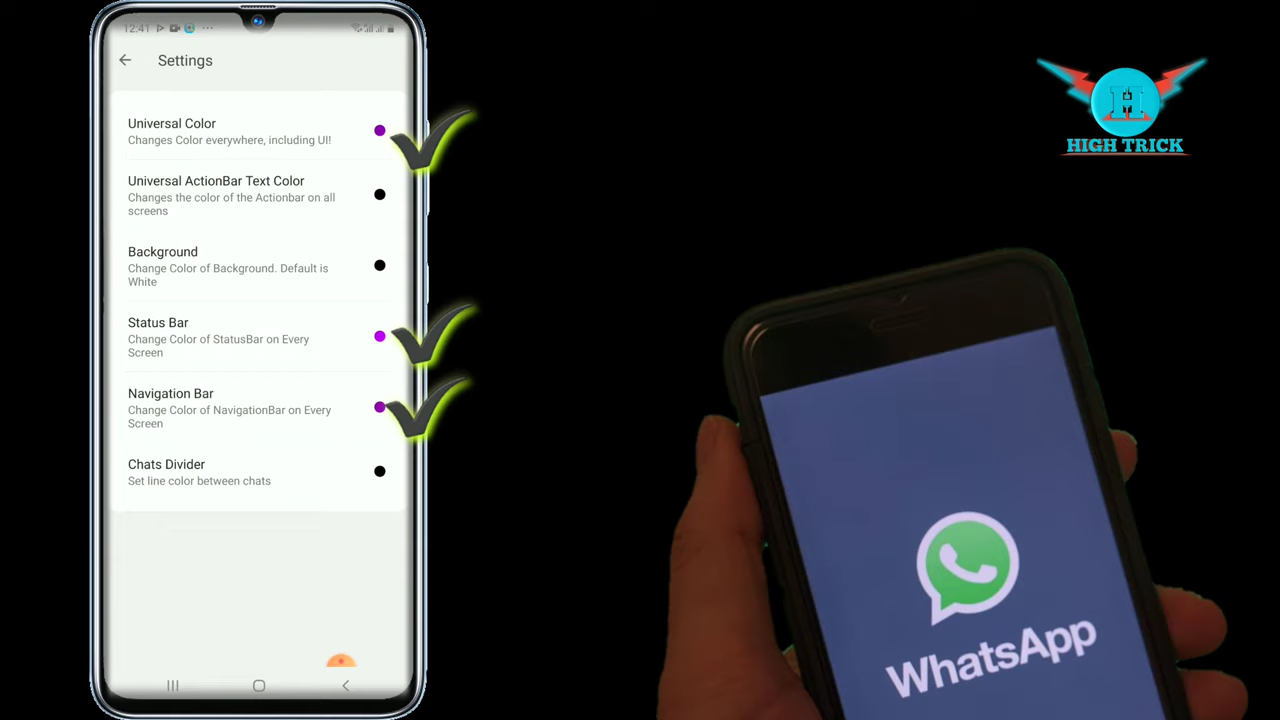 12:41
Settings
Universal Color
Changes Color everywhere, including UI!
Universal ActionBar Text Color
Changes the color of the Actionbar on all
screens
Background
Change Color of Background. Default is
White
Status Bar
Change Color of StatusBar on Every
Screen
Navigation Bar
Change Color of NavigationBar on Every
Screen
Chats Divider
Set line color between chats
H
HIGH TRICK
WhatsApp